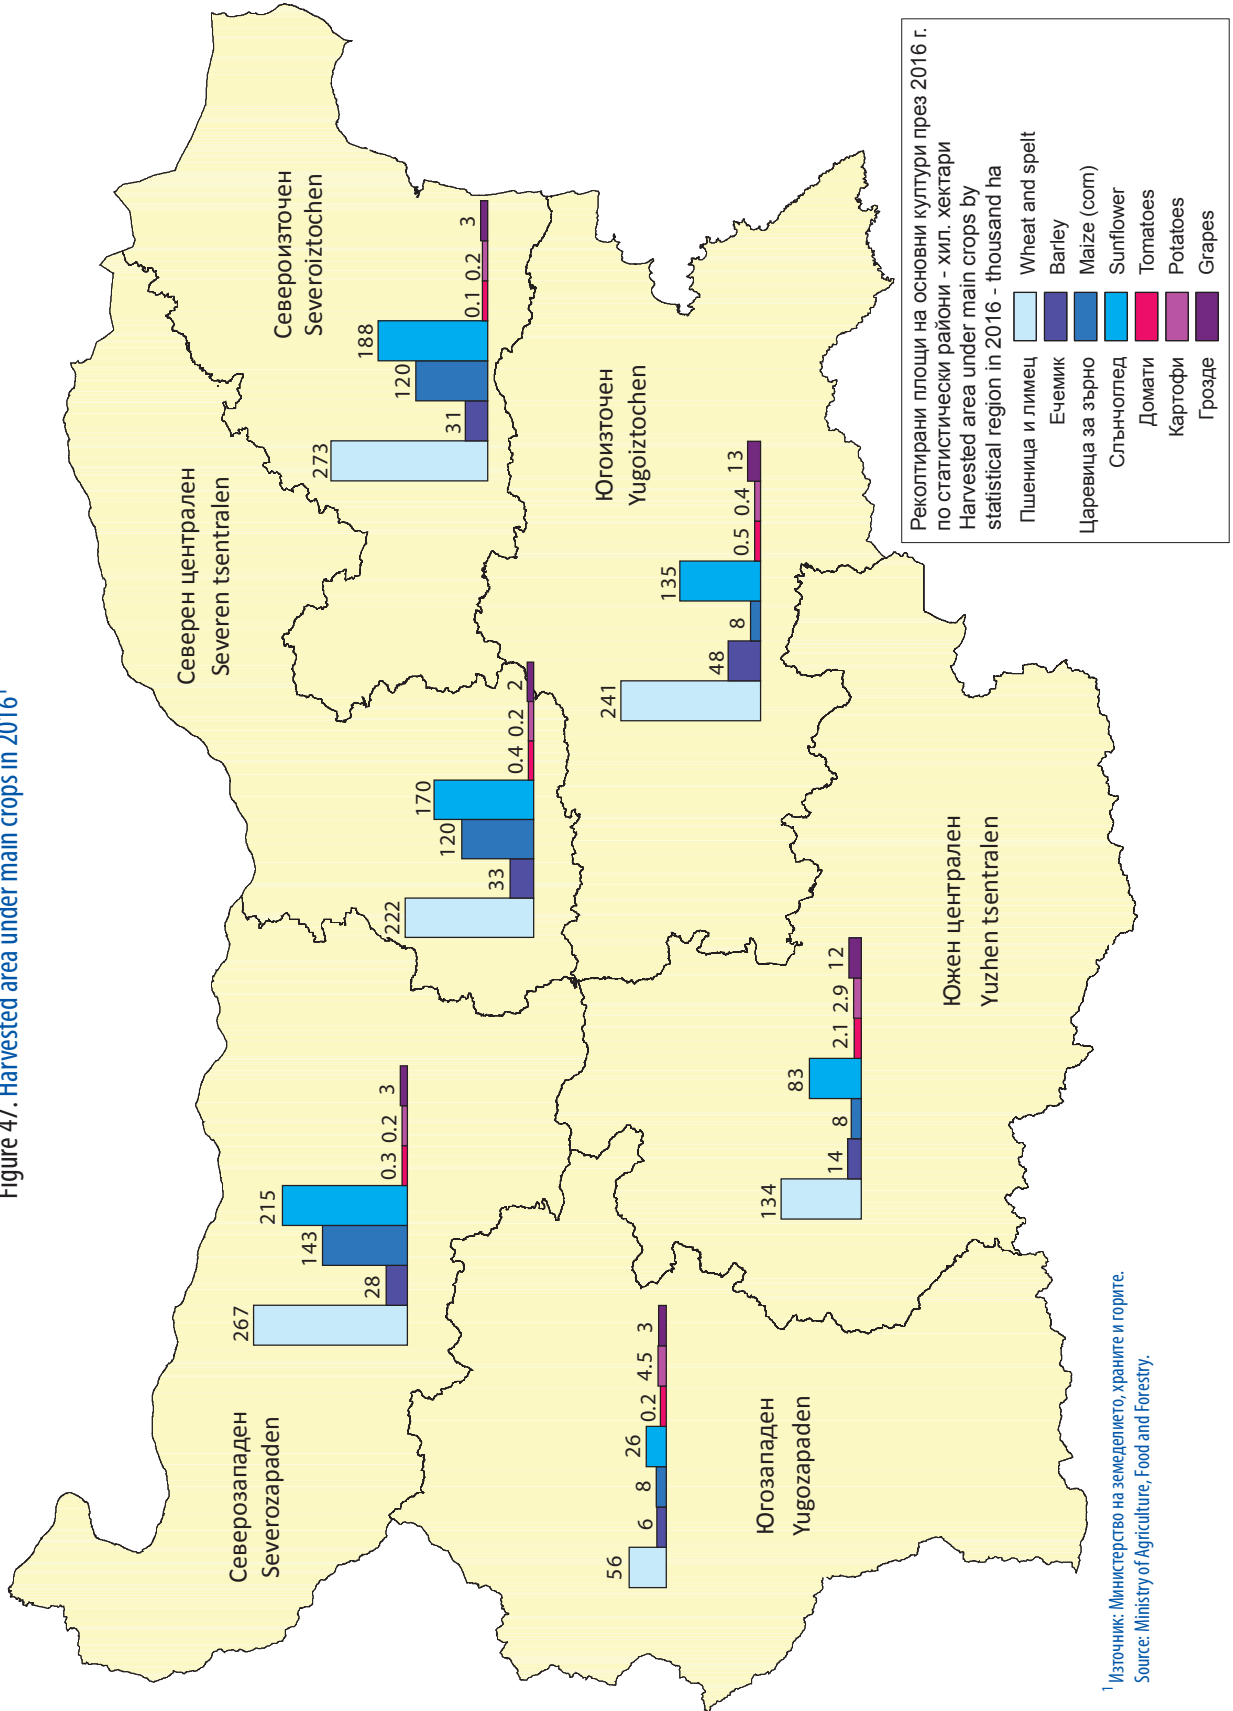 Figure 47. Harvested area under main crops in 2016¹
Северозападен
Severozapaden
267
28
143
215
0.3
0.2
3
Северен централен
Severen tsentralen
222
33
120
170
0.4
0.2
2
Североизточен
Severoiztochen
273
31
120
188
0.1
0.2
3
Югозападен
Yugozapaden
56
6
8
26
0.2
4.5
3
Южен централен
Yuzhen tsentralen
134
14
8
83
2.1
2.9
12
Югоизточен
Yugoiztochen
241
48
8
135
0.5
0.4
13
Реколтирани площи на основни култури през 2016 г.
по статистически райони - хил. хектари
Harvested area under main crops by
statistical region in 2016 - thousand ha
Пшеница и лимец Wheat and spelt
Ечемик Barley
Царевица за зърно Maize (corn)
Слънчоглед Sunflower
Домати Tomatoes
Картофи Potatoes
Грозде Grapes
¹ Източник: Министерство на земеделието, храните и горите.
Source: Ministry of Agriculture, Food and Forestry.